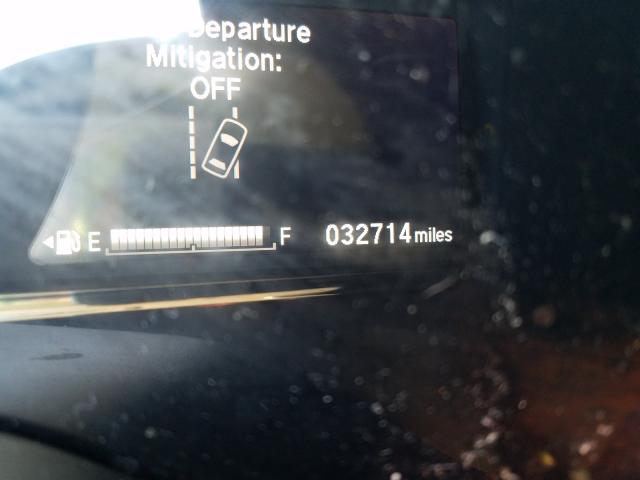 Departure
Mitigation:
OFF
E F 032714 miles